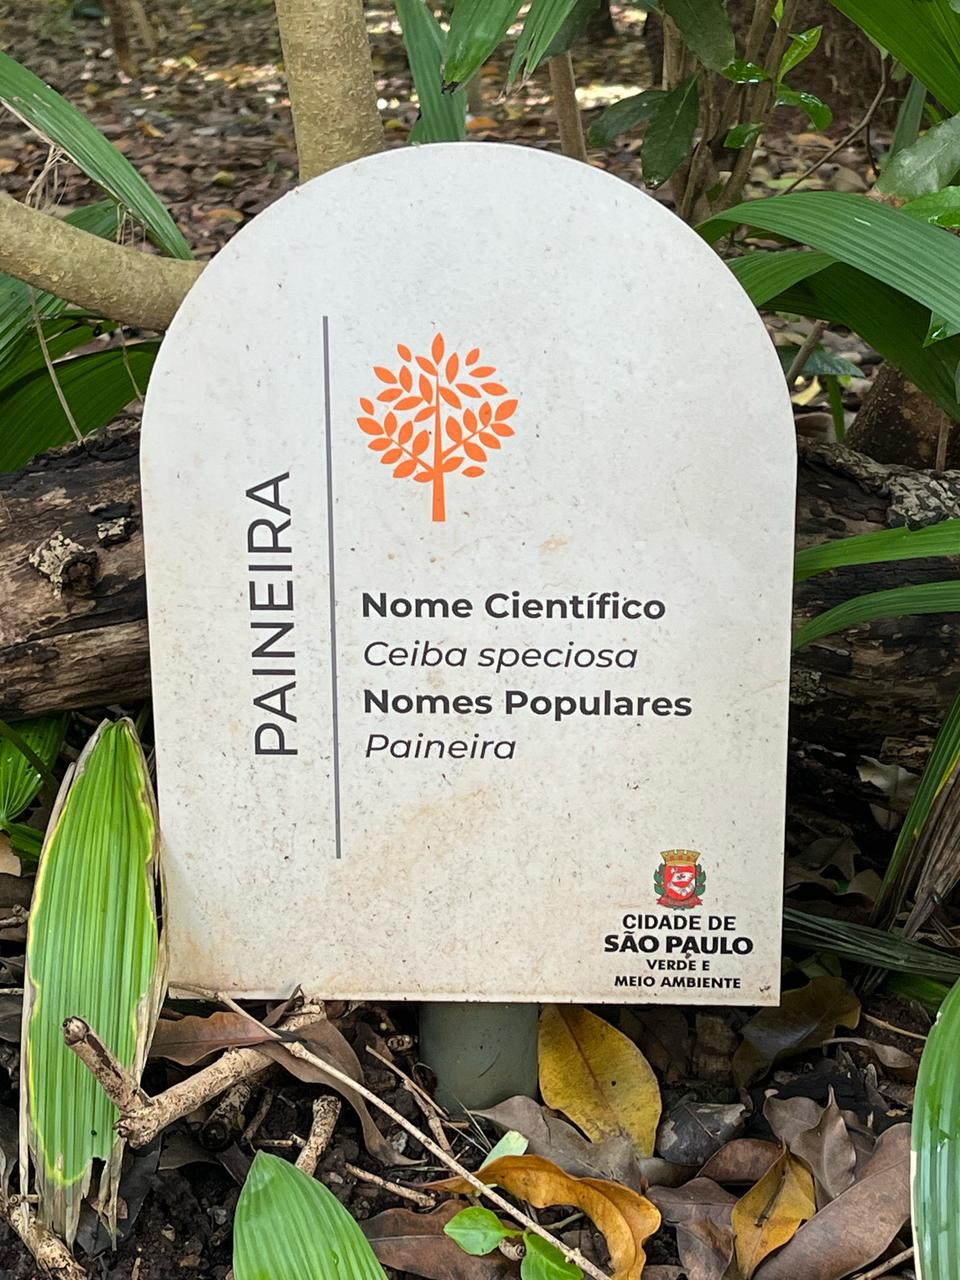 PAINEIRA
Nome Científico
Ceiba speciosa
Nomes Populares
Paineira
CIDADE DE
SÃO PAULO
VERDE E
MEIO AMBIENTE